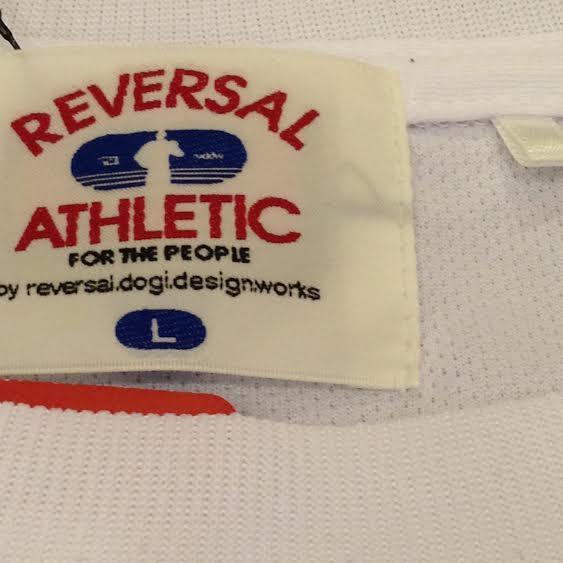 REVERSAL
ATHLETIC
FOR THE PEOPLE
by reversal.dogi.design.works
L